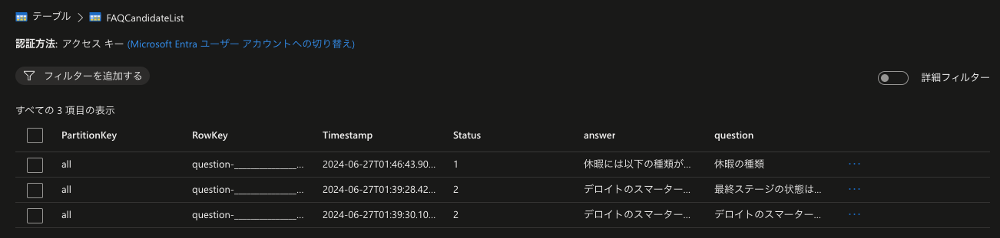 テーブル > FAQCandidateList
認証方法: アクセス キー (Microsoft Entra ユーザー アカウントへの切り替え)
フィルターを追加する
詳細フィルター
すべての 3 項目の表示
PartitionKey RowKey Timestamp Status answer question
all question-________________... 2024-06-27T01:46:43.90... 1 休暇には以下の種類が... 休暇の種類 ...
all question-________________... 2024-06-27T01:39:28.42... 2 デロイトのスマーター... 最終ステージの状態は... ...
all question-________________... 2024-06-27T01:39:30.10... 2 デロイトのスマーター... デロイトのスマーター... ...